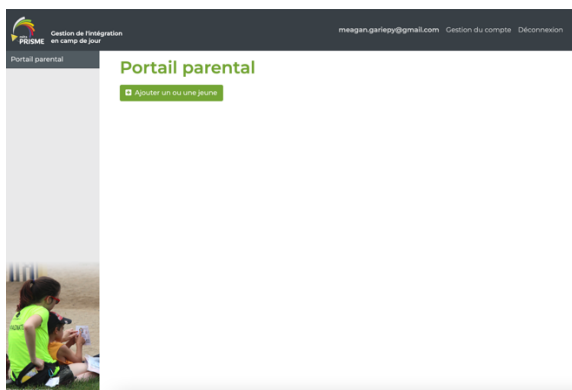 PRISME
Gestion de l'intégration
en camp de jour
meagan.gariepy@gmail.com Gestion du compte Déconnexion
Portail parental
Portail parental
Ajouter un ou une jeune